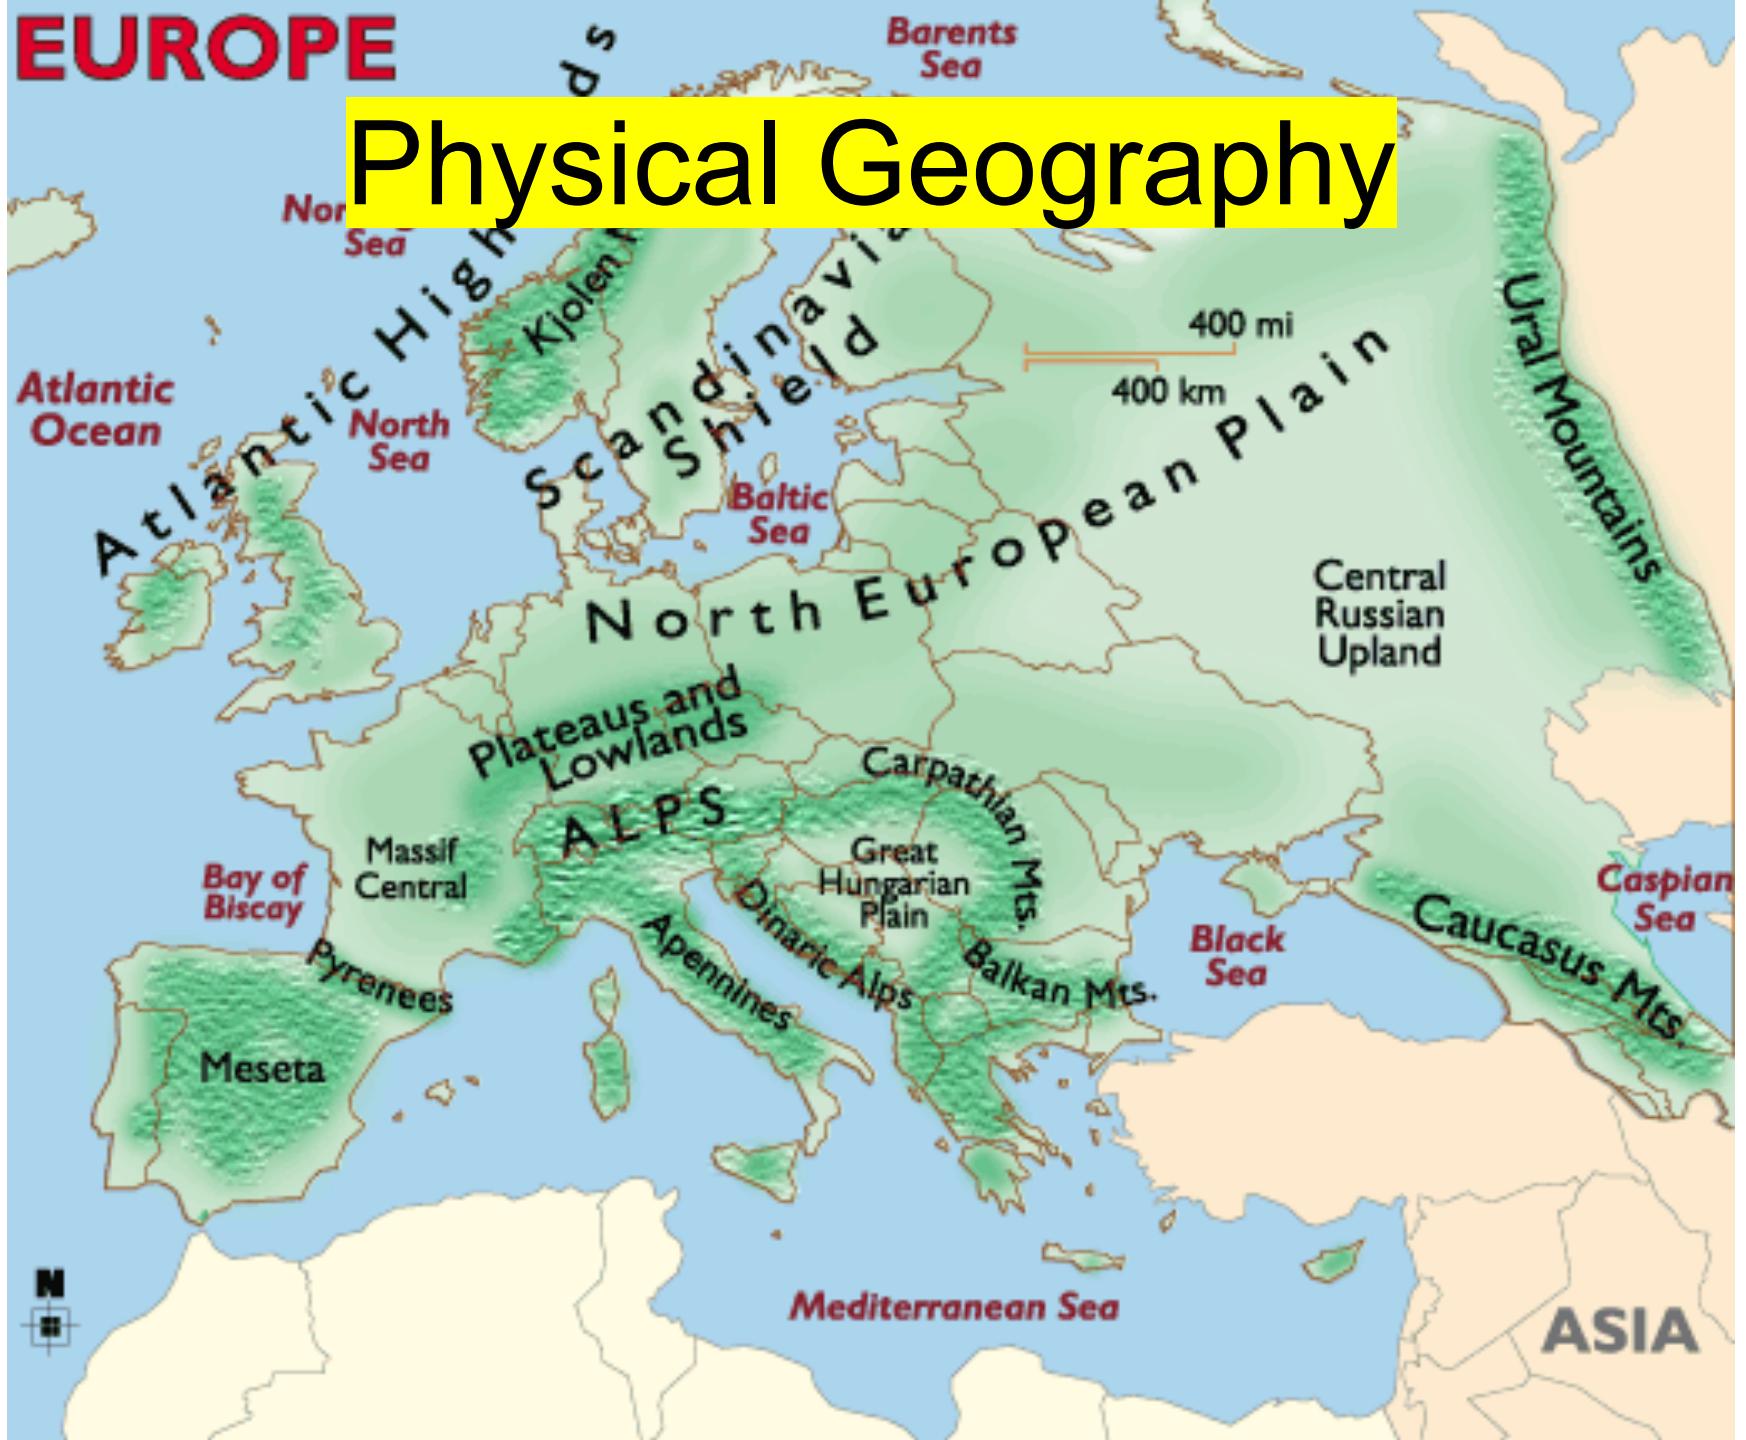 EUROPE
Barents
Sea
Physical Geography
Sea
Atlantic
Kjolen
Scandinavia
Shield
400 mi
400 km
Ural Mountains
Atlantic
Ocean
North
Sea
Baltic
Sea
North European Plain
Central
Russian
Upland
Plateaus and
Lowlands
Carpathian Mts.
ALPS
Massif
Central
Great
Hungarian
Plain
Bay of
Biscay
Caspian
Sea
Dinaric Alps
Apennines
Pyrenees
Balkan Mts.
Black
Sea
Caucasus Mts.
Meseta
N
Mediterranean Sea
ASIA